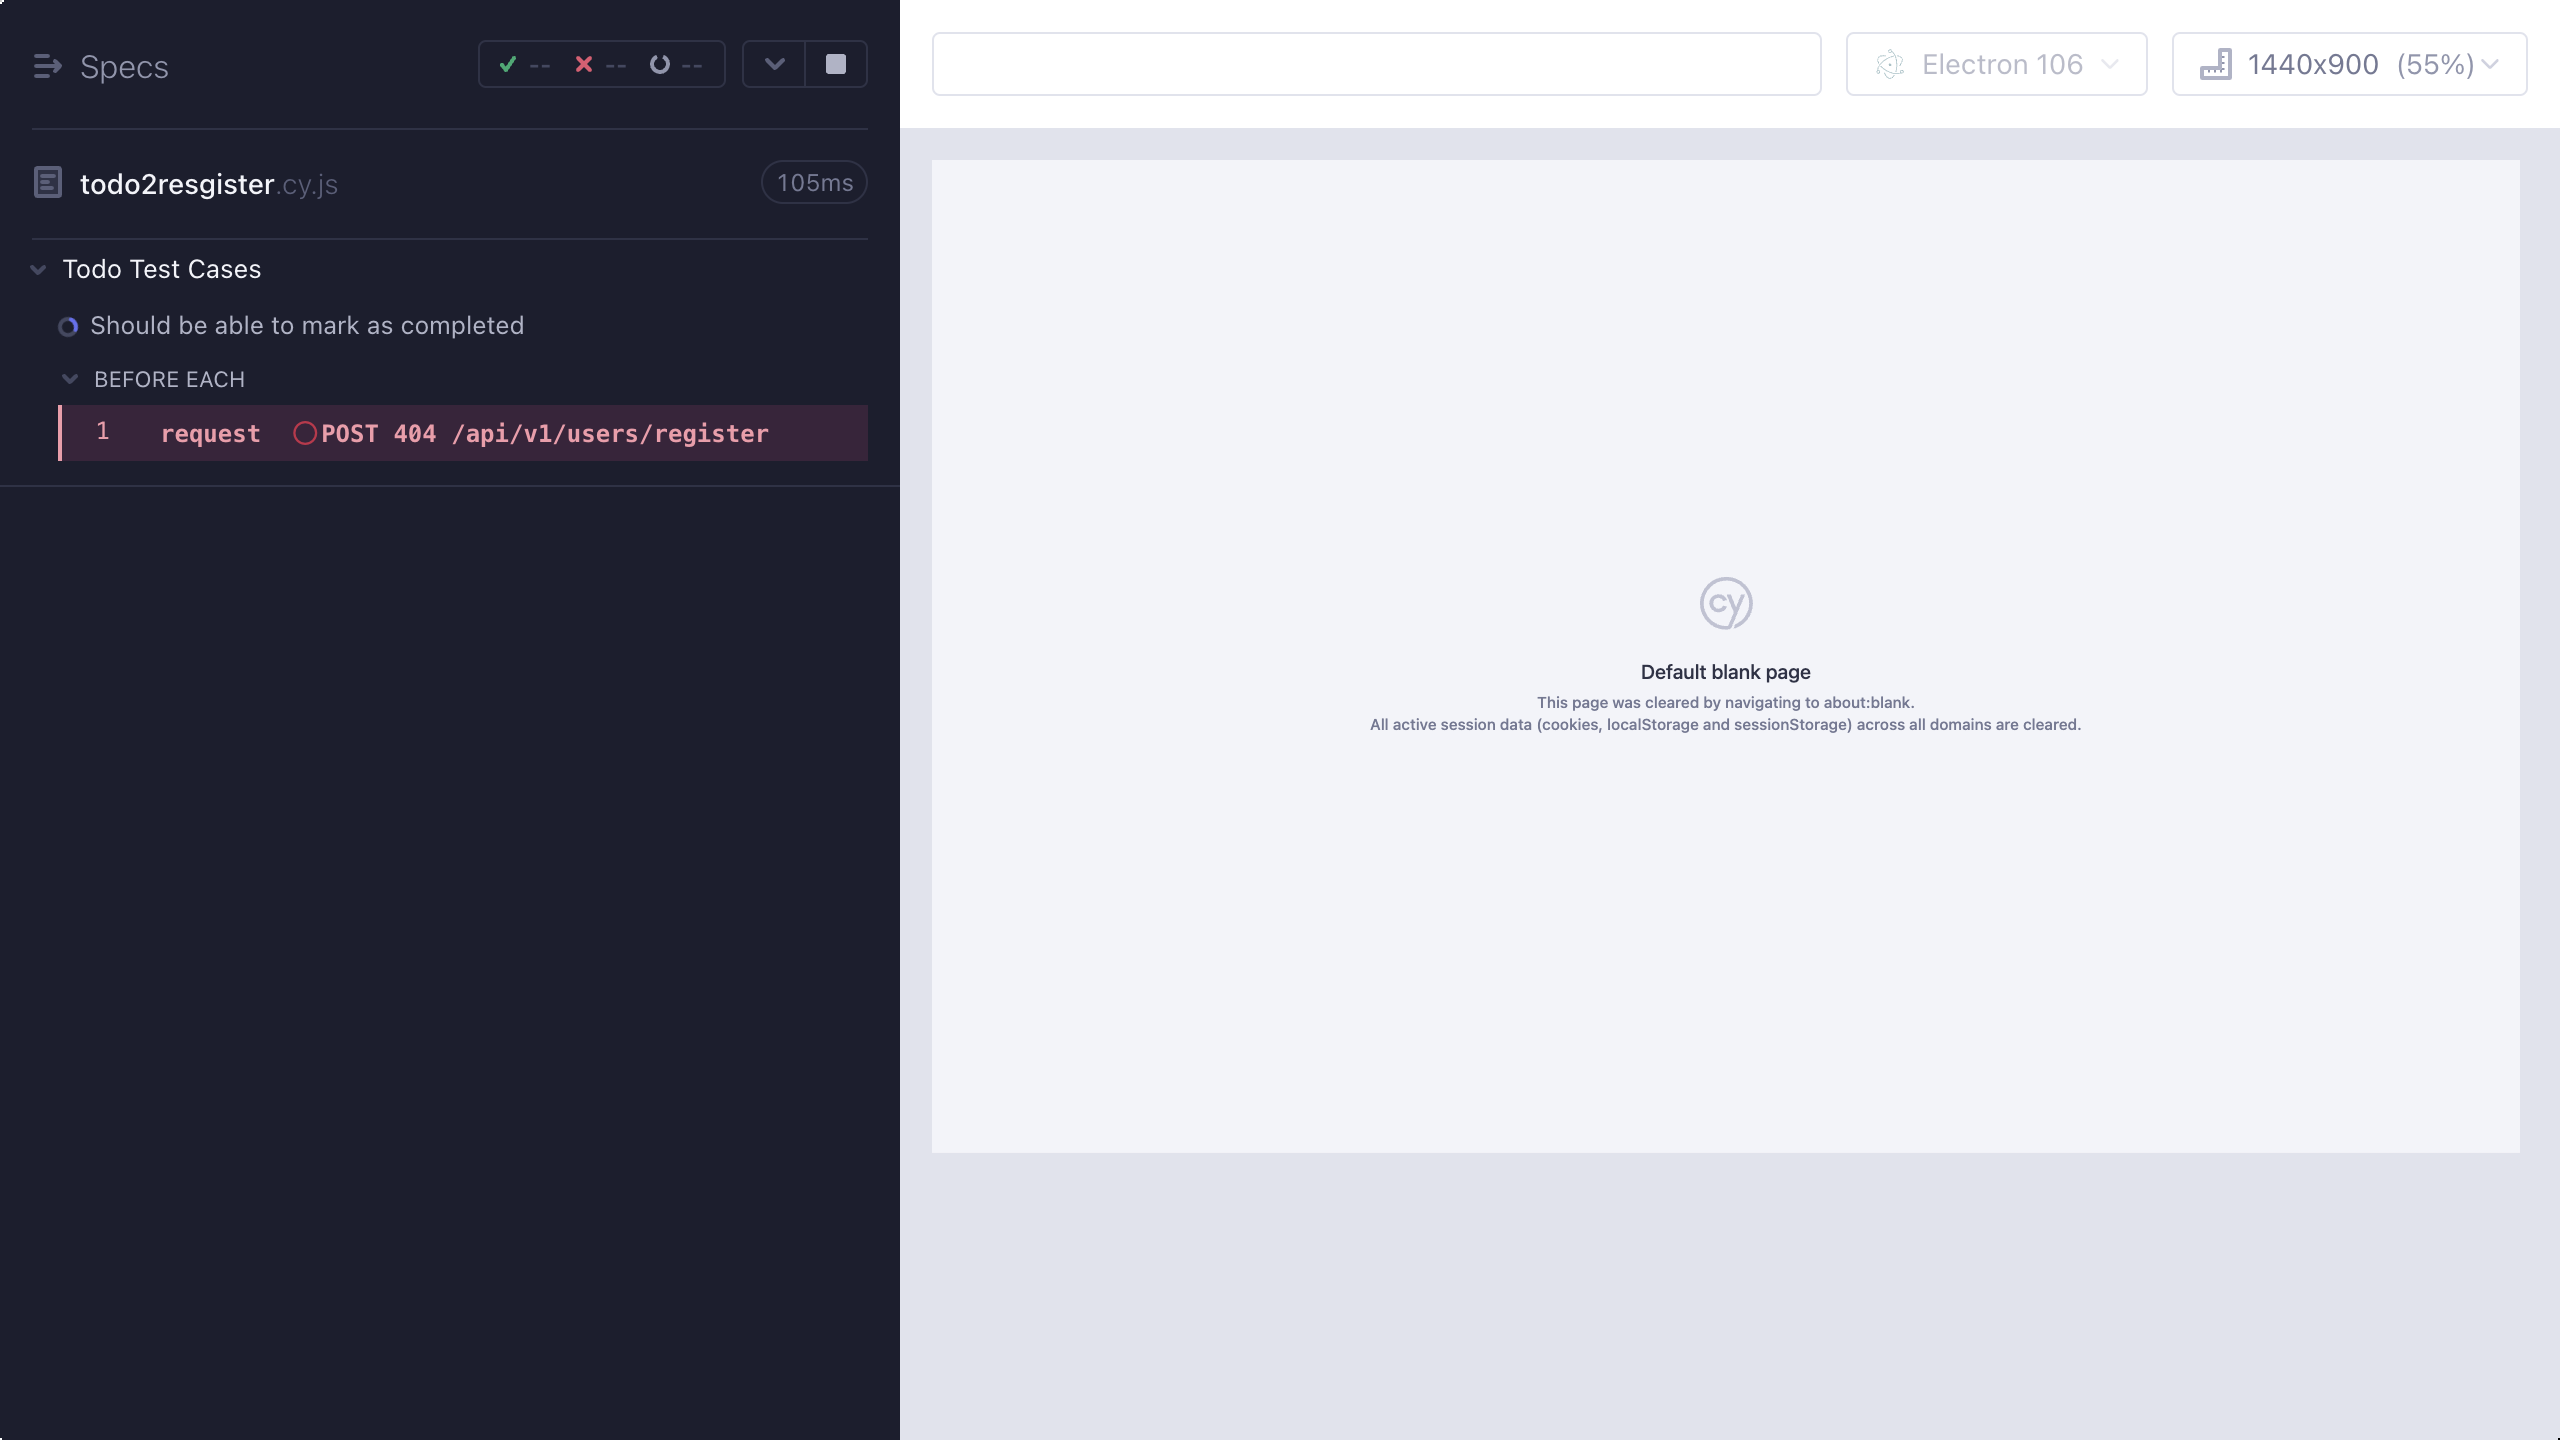 Specs
--
--
--
todo2resgister.cy.js
105ms
Todo Test Cases
Should be able to mark as completed
BEFORE EACH
1 request POST 404 /api/v1/users/register
Electron 106
1440x900 (55%)
cy
Default blank page
This page was cleared by navigating to about:blank.
All active session data (cookies, localStorage and sessionStorage) across all domains are cleared.